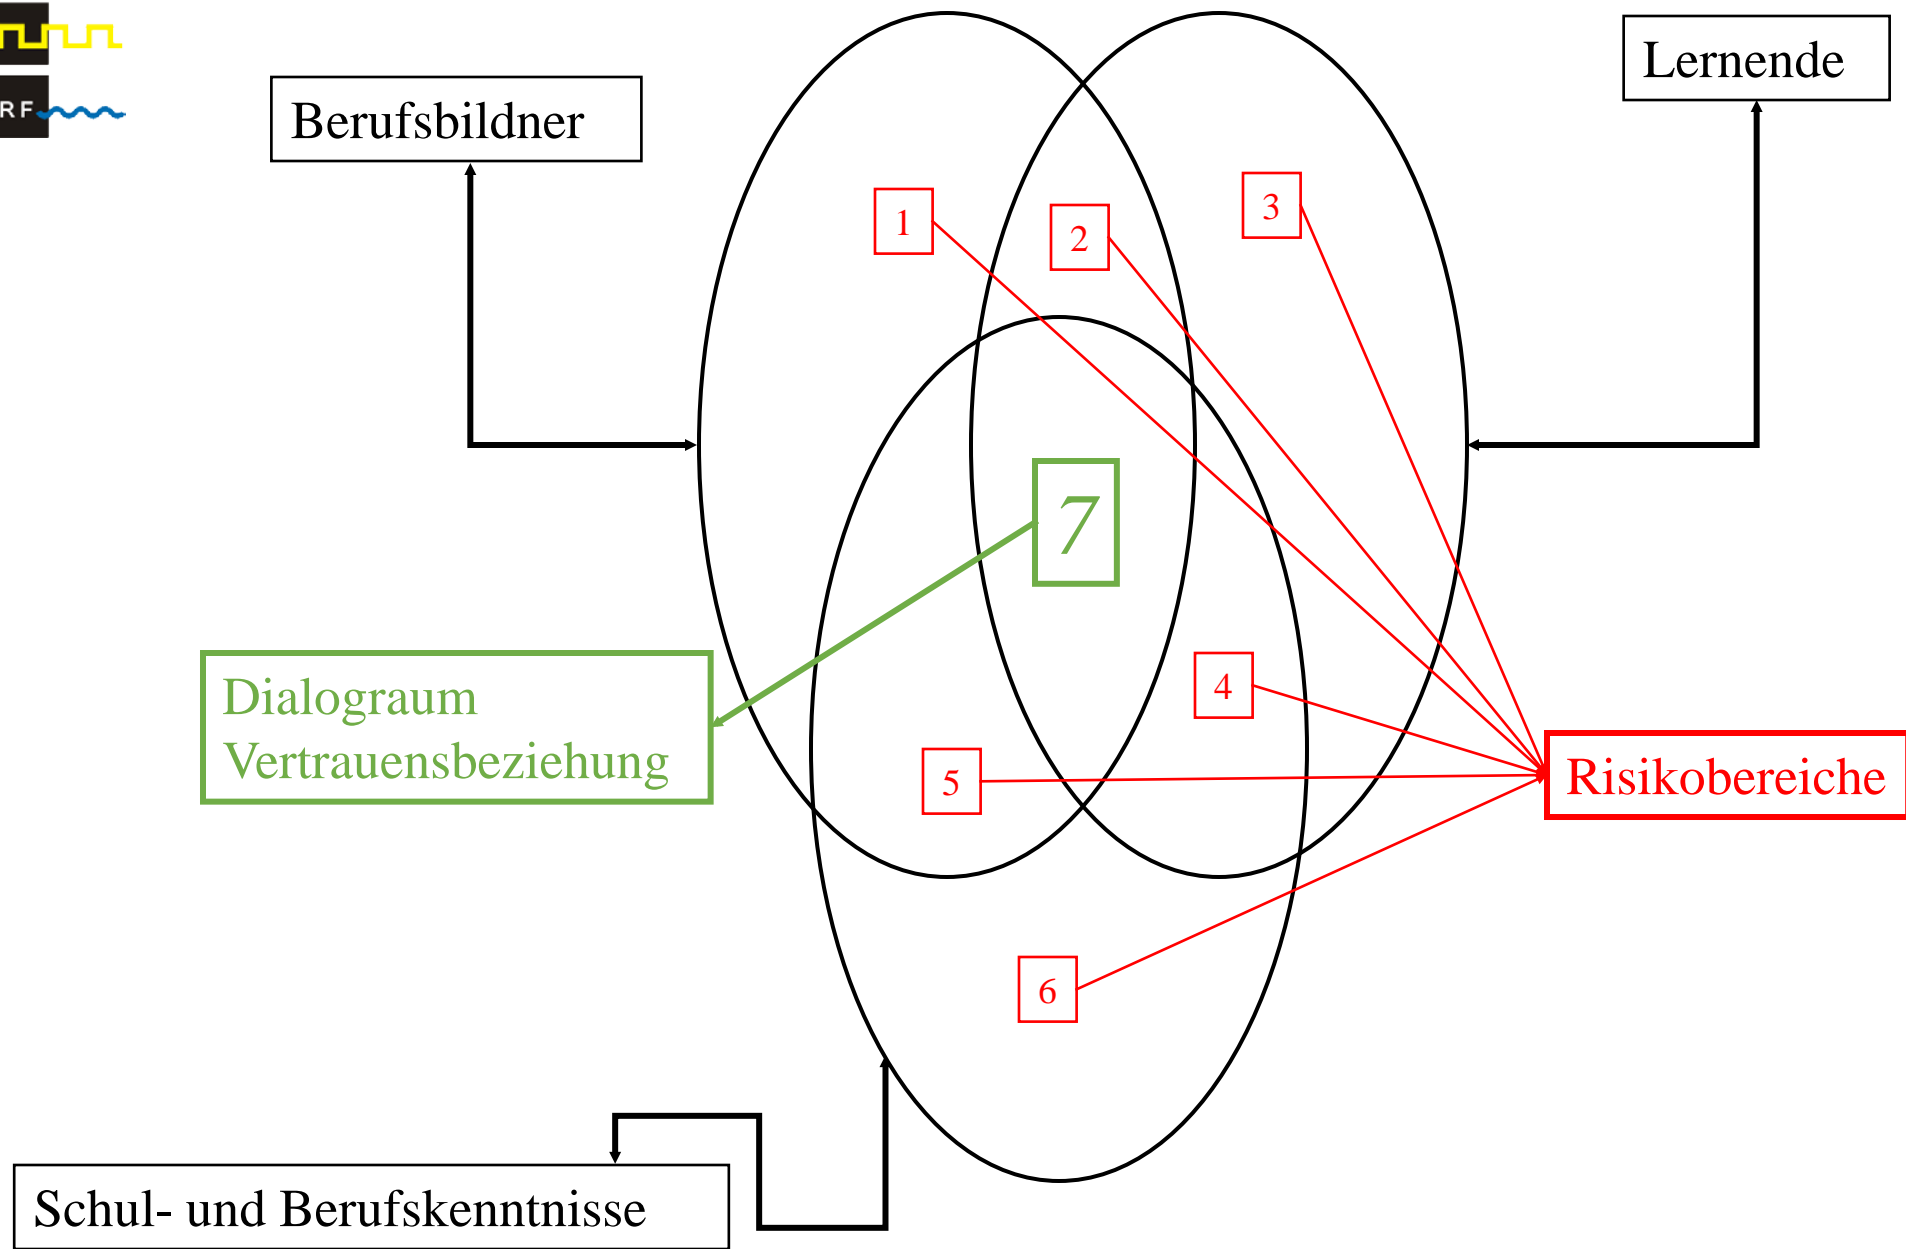 RF
Berufsbildner
Lernende
1
2
3
7
4
5
6
Dialograum
Vertrauensbeziehung
Risikobereiche
Schul- und Berufskenntnisse